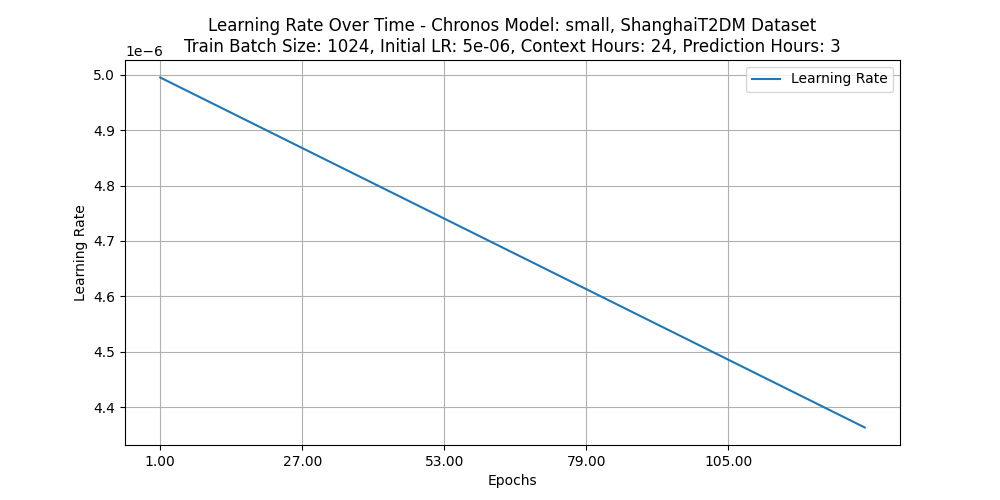 Learning Rate Over Time - Chronos Model: small, ShanghaiT2DM Dataset
Train Batch Size: 1024, Initial LR: 5e-06, Context Hours: 24, Prediction Hours: 3
1e−6
Learning Rate
5.0
4.9
4.8
4.7
4.6
4.5
4.4
Learning Rate
1.00 27.00 53.00 79.00 105.00
Epochs